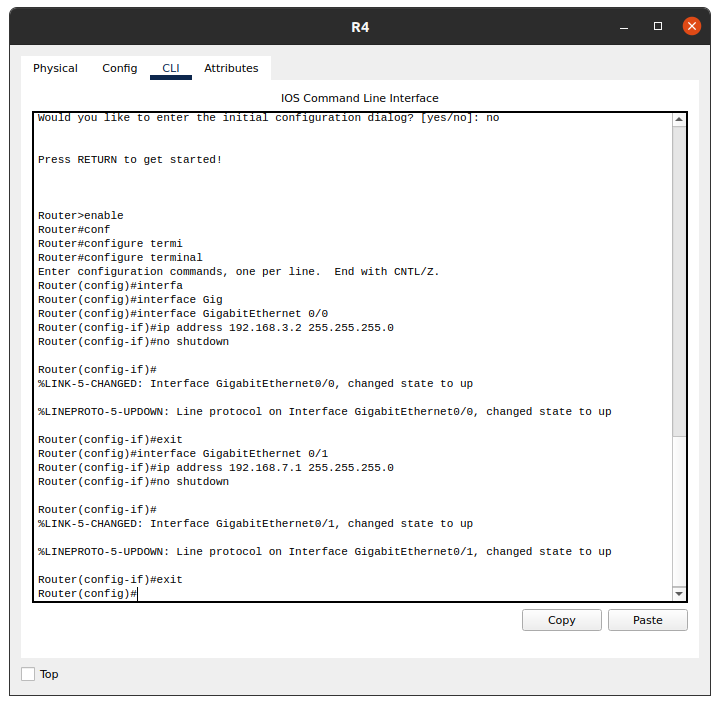 R4
Physical Config CLI Attributes
IOS Command Line Interface
Would you like to enter the initial configuration dialog? [yes/no]: no
Press RETURN to get started!
Router>enable
Router#conf
Router#configure termi
Router#configure terminal
Enter configuration commands, one per line.  End with CNTL/Z.
Router(config)#interfa
Router(config)#interface Gig
Router(config)#interface GigabitEthernet 0/0
Router(config-if)#ip address 192.168.3.2 255.255.255.0
Router(config-if)#no shutdown
Router(config-if)#
%LINK-5-CHANGED: Interface GigabitEthernet0/0, changed state to up
%LINEPROTO-5-UPDOWN: Line protocol on Interface GigabitEthernet0/0, changed state to up
Router(config-if)#exit
Router(config)#interface GigabitEthernet 0/1
Router(config-if)#ip address 192.168.7.1 255.255.255.0
Router(config-if)#no shutdown
Router(config-if)#
%LINK-5-CHANGED: Interface GigabitEthernet0/1, changed state to up
%LINEPROTO-5-UPDOWN: Line protocol on Interface GigabitEthernet0/1, changed state to up
Router(config-if)#exit
Router(config)#
Copy Paste
Top